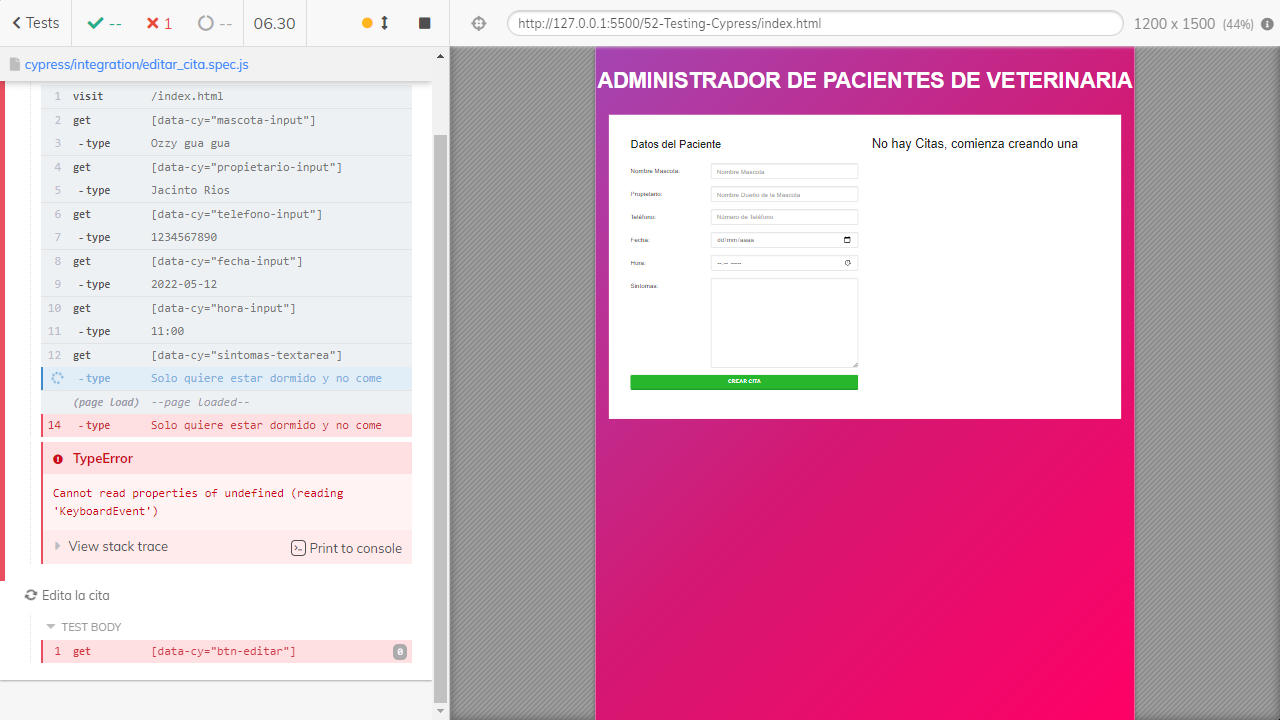 Tests
--
1
--
06.30
http://127.0.0.1:5500/52-Testing-Cypress/index.html
1200 x 1500 (44%)
cypress/integration/editar_cita.spec.js
1 visit /index.html
2 get [data-cy="mascota-input"]
3 -type Ozzy gua gua
4 get [data-cy="propietario-input"]
5 -type Jacinto Rios
6 get [data-cy="telefono-input"]
7 -type 1234567890
8 get [data-cy="fecha-input"]
9 -type 2022-05-12
10 get [data-cy="hora-input"]
11 -type 11:00
12 get [data-cy="sintomas-textarea"]
-type Solo quiere estar dormido y no come
(page load) --page loaded--
14 -type Solo quiere estar dormido y no come
TypeError
Cannot read properties of undefined (reading
'KeyboardEvent')
View stack trace
Print to console
Edita la cita
TEST BODY
1 get [data-cy="btn-editar"] 0
ADMINISTRADOR DE PACIENTES DE VETERINARIA
Datos del Paciente
Nombre Mascota: Nombre Mascota
Propietario: Nombre Dueño de la Mascota
Teléfono: Número de Teléfono
Fecha: dd/mm/aaaa
Hora: --:-- -----
Sintomas:
CREAR CITA
No hay Citas, comienza creando una